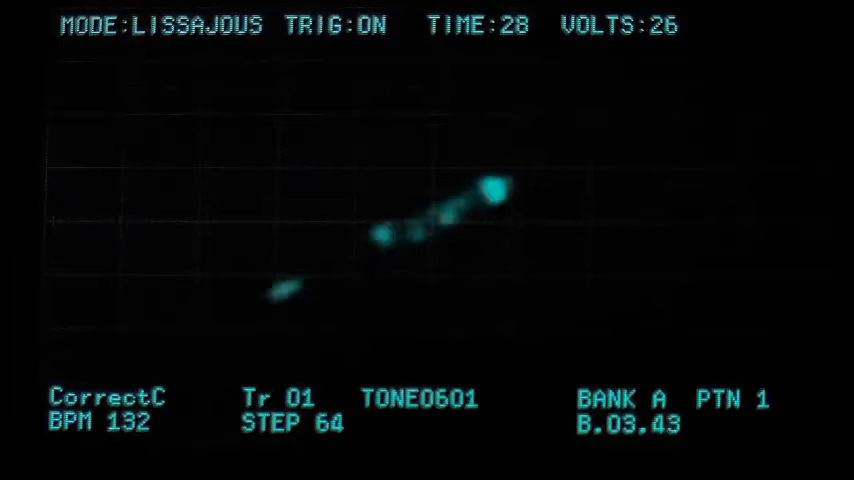 MODE:LISSAJOUS TRIG:ON TIME:28 VOLTS:26
CorrectC Tr 01 TONE0601 BANK A PTN 1
BPM 132 STEP 64 B.03.43